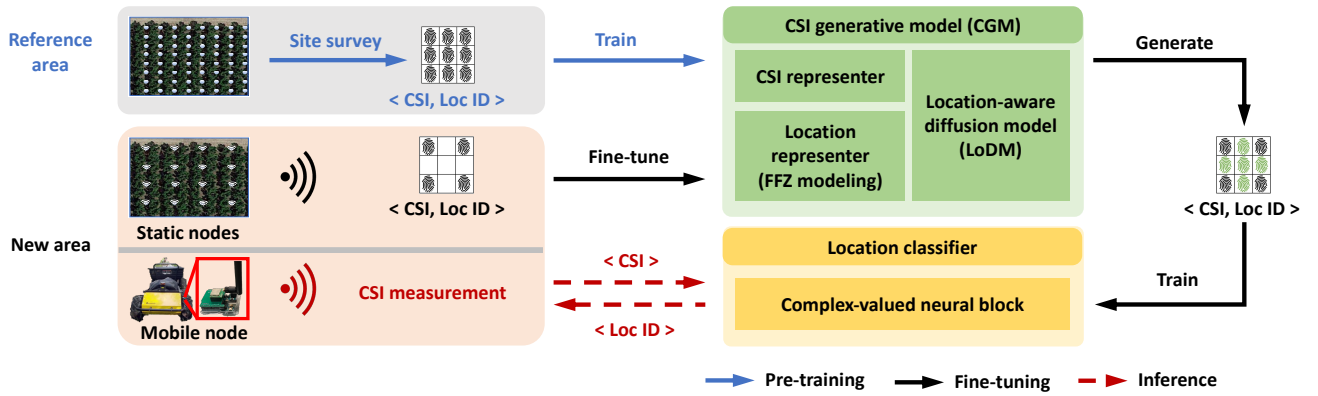 Reference
area
Site survey
< CSI, Loc ID >
Train
CSI generative model (CGM)
CSI representer
Location
representer
(FFZ modeling)
Location-aware
diffusion model
(LoDM)
Generate
< CSI, Loc ID >
New area
Static nodes
< CSI, Loc ID >
Fine-tune
Mobile node
CSI measurement
< CSI >
< Loc ID >
Location classifier
Complex-valued neural block
Train
Pre-training
Fine-tuning
Inference